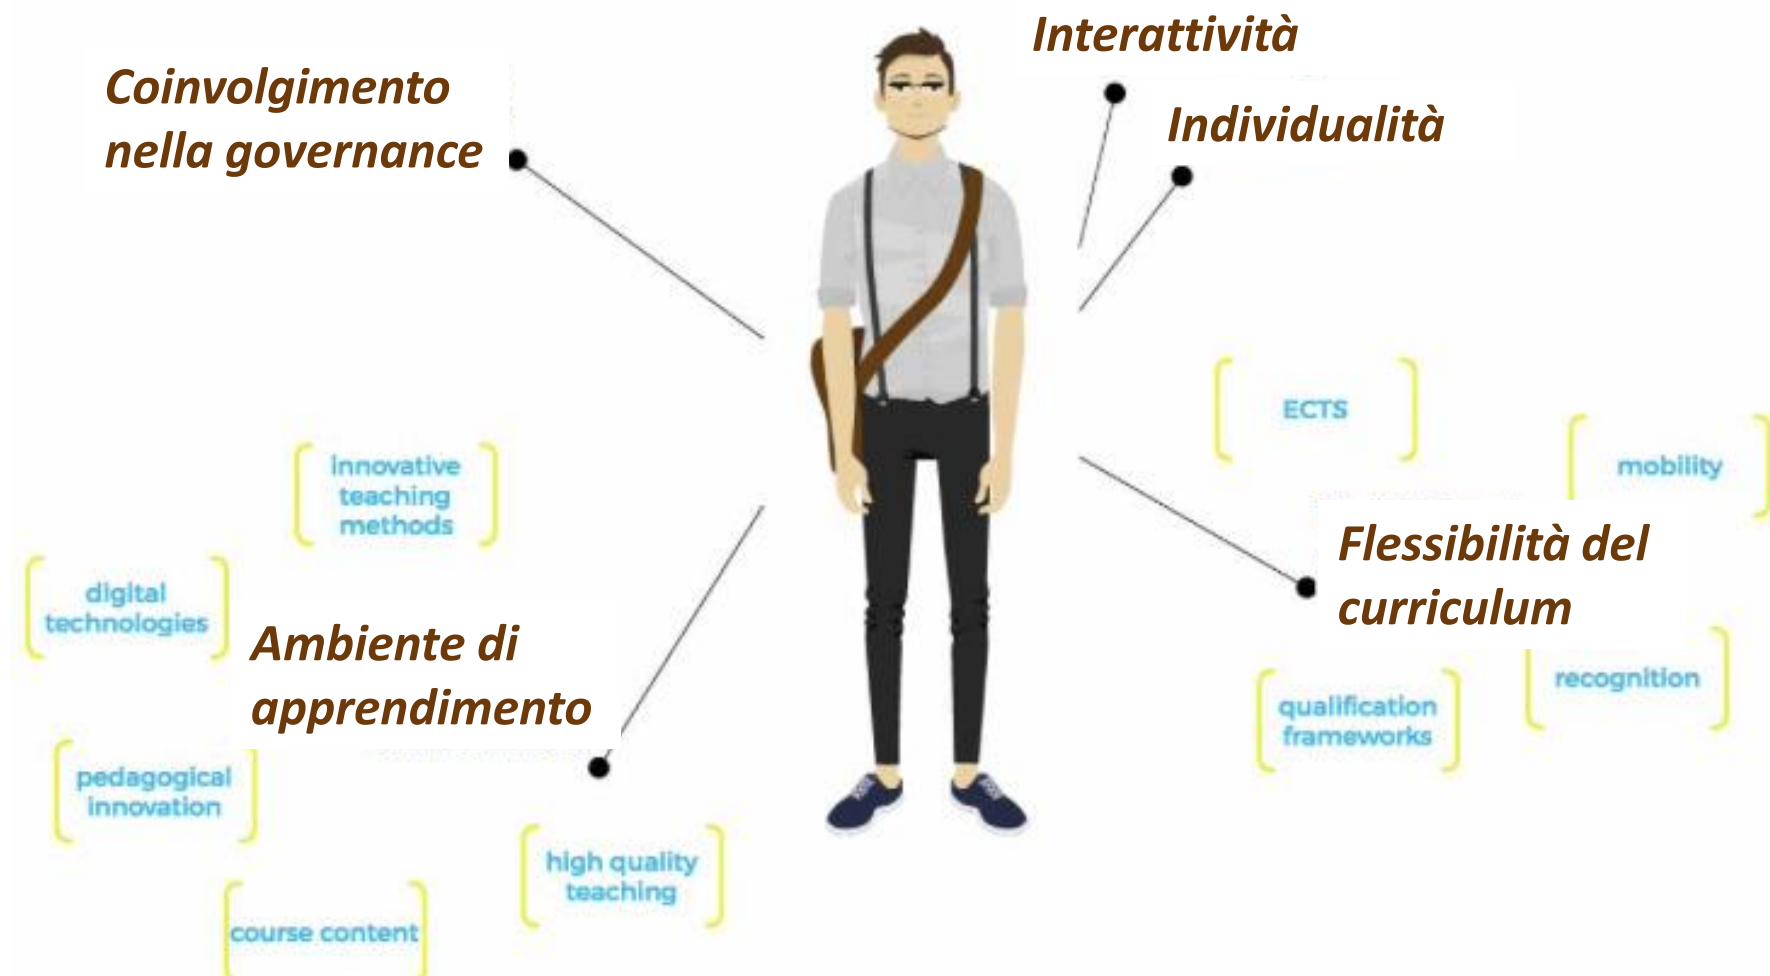 Interattività
Coinvolgimento
nella governance
Individualità
ECTS
mobility
innovative
teaching
methods
Flessibilità del
curriculum
digital
technologies
Ambiente di
apprendimento
recognition
qualification
frameworks
pedagogical
innovation
high quality
teaching
course content